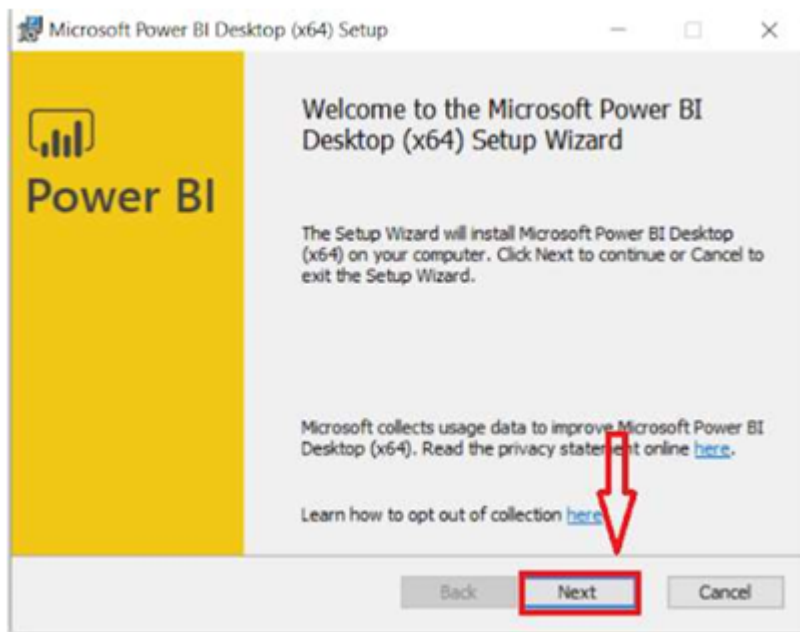 Microsoft Power BI Desktop (x64) Setup
Power BI
Welcome to the Microsoft Power BI
Desktop (x64) Setup Wizard
The Setup Wizard will install Microsoft Power BI Desktop
(x64) on your computer. Click Next to continue or Cancel to
exit the Setup Wizard.
Microsoft collects usage data to improve Microsoft Power BI
Desktop (x64). Read the privacy statement online here.
Learn how to opt out of collection here
Back
Next
Cancel